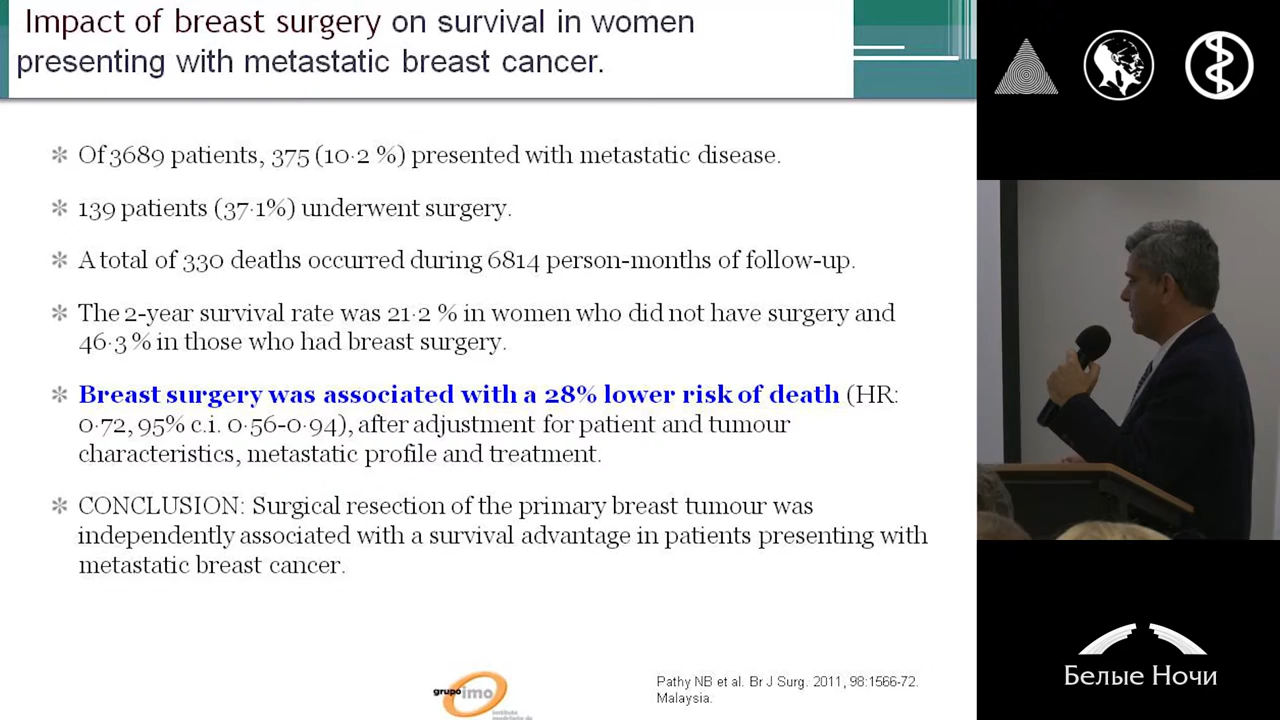 Impact of breast surgery on survival in women
presenting with metastatic breast cancer.
* Of 3689 patients, 375 (10·2 %) presented with metastatic disease.
* 139 patients (37·1%) underwent surgery.
* A total of 330 deaths occurred during 6814 person-months of follow-up.
* The 2-year survival rate was 21·2 % in women who did not have surgery and
46·3 % in those who had breast surgery.
* Breast surgery was associated with a 28% lower risk of death (HR:
0·72, 95% c.i. 0·56-0·94), after adjustment for patient and tumour
characteristics, metastatic profile and treatment.
* CONCLUSION: Surgical resection of the primary breast tumour was
independently associated with a survival advantage in patients presenting with
metastatic breast cancer.
grupo imo
Pathy NB et al. Br J Surg. 2011, 98:1566-72.
Malaysia.
Белые Ночи